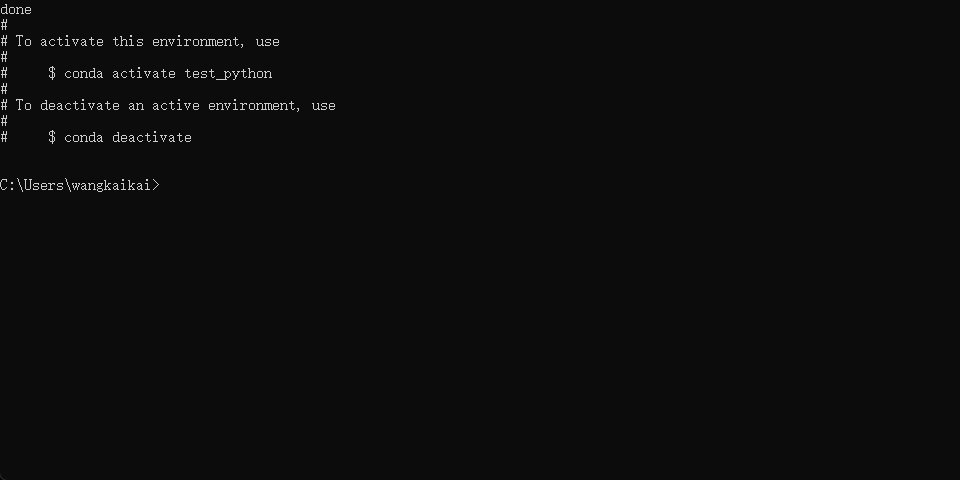 done
#
# To activate this environment, use
#
#     $ conda activate test_python
#
# To deactivate an active environment, use
#
#     $ conda deactivate
C:\Users\wangkaikai>